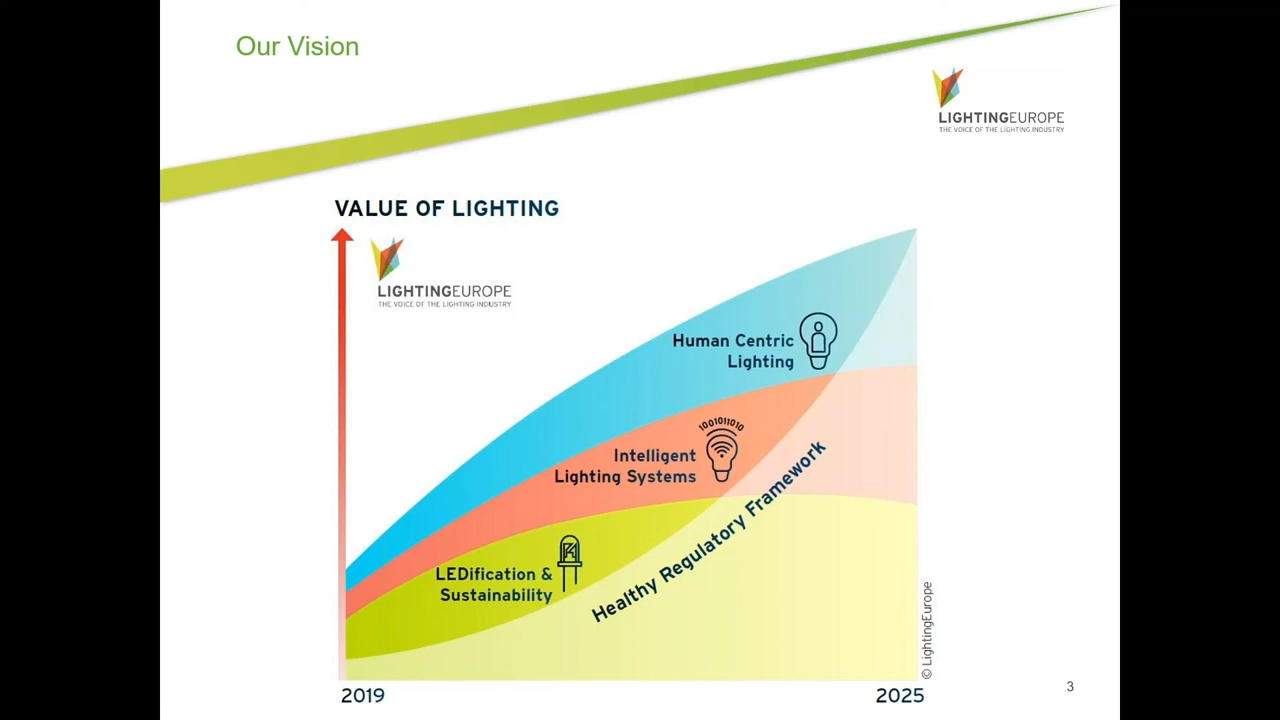 Our Vision
LIGHTINGEUROPE
THE VOICE OF THE LIGHTING INDUSTRY
VALUE OF LIGHTING
LIGHTINGEUROPE
THE VOICE OF THE LIGHTING INDUSTRY
Human Centric
Lighting
1001011010
Intelligent
Lighting Systems
LEDification &
Sustainability
Healthy Regulatory Framework
© LightingEurope
2019
2025
3